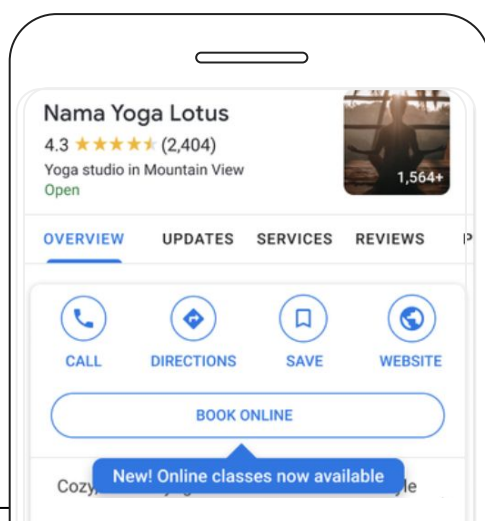 Nama Yoga Lotus
4.3 (2,404)
Yoga studio in Mountain View
Open
1,564+
OVERVIEW UPDATES SERVICES REVIEWS P
CALL DIRECTIONS SAVE WEBSITE
BOOK ONLINE
New! Online classes now available
Cozy,